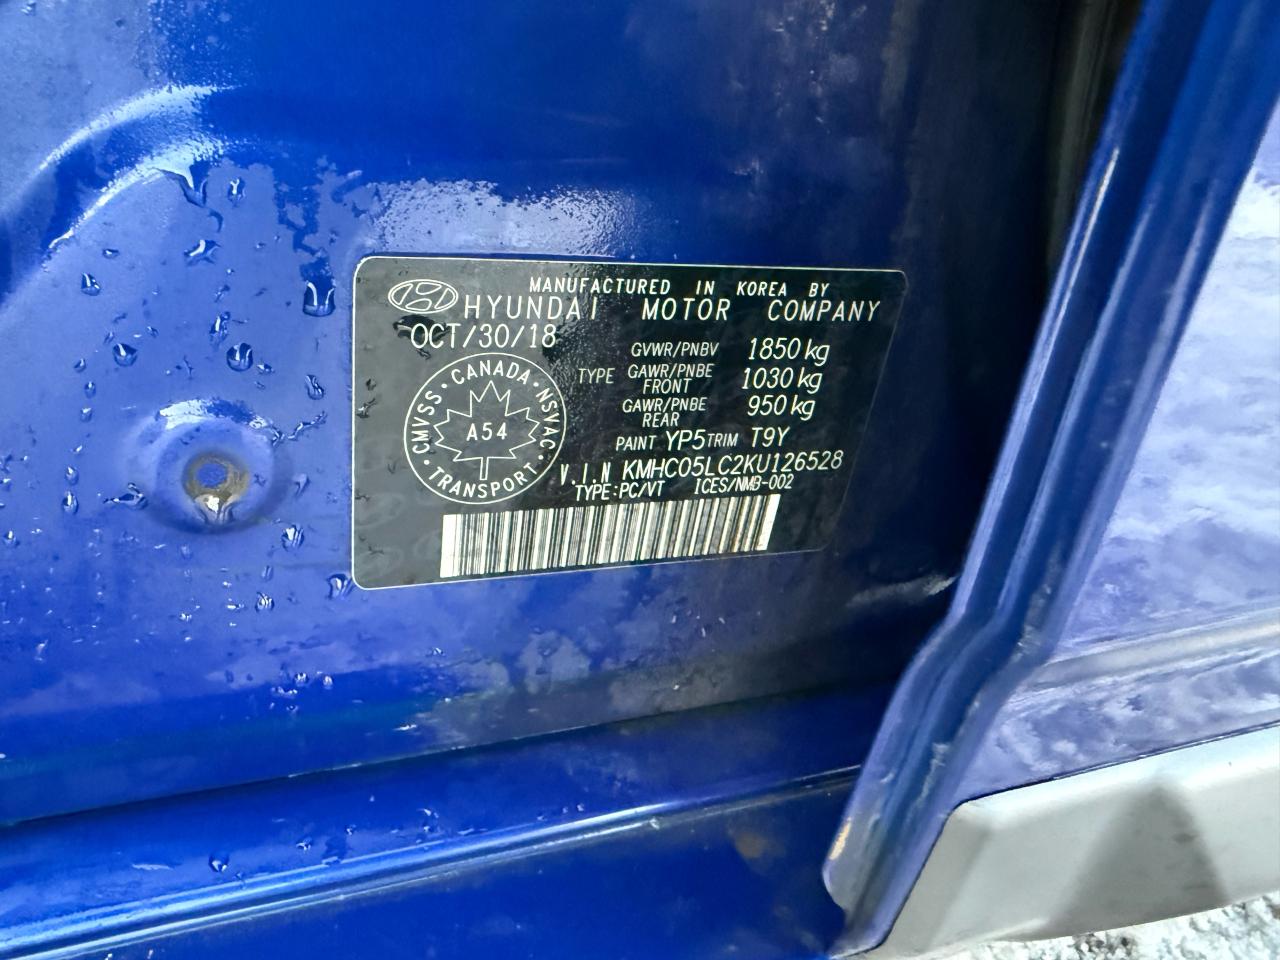 MANUFACTURED IN KOREA BY
HYUNDAI MOTOR COMPANY
OCT/30/18
GVWR/PNBV 1850 kg
TYPE GAWR/PNBE FRONT 1030 kg
GAWR/PNBE REAR 950 kg
PAINT YP5 TRIM T9Y
V.I.N KMHC05LC2KU126528
TYPE:PC/VT ICES/NMB-002
CMVSS · CANADA · NSVAC · TRANSPORT ·
A54